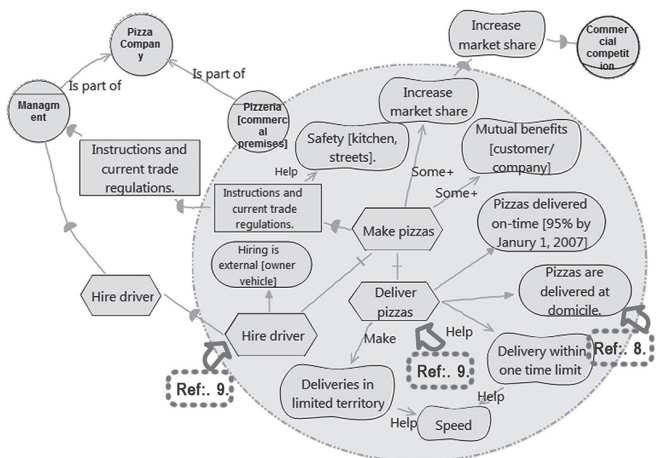 Pizza
Compan
y
Increase
market share
Commer
cial
competit
ion
Is part of
Is part of
Managm
ent
Increase
market share
Pizzeria
[commerc
al
premises]
Safety [kitchen,
streets].
Mutual benefits
[customer/
company]
Instructions and
current trade
regulations.
Help
Some+
Some+
Instructions and
current trade
regulations.
Make pizzas
Pizzas delivered
on-time [95% by
Janury 1, 2007]
Hiring is
external [owner
vehicle]
Pizzas are
delivered at
domicile.
Hire driver
Deliver
pizzas
Hire driver
Make
Help
Ref:. 8.
Delivery within
one time limit
Ref:. 9.
Ref:. 9.
Deliveries in
limited territory
Help
Help
Speed